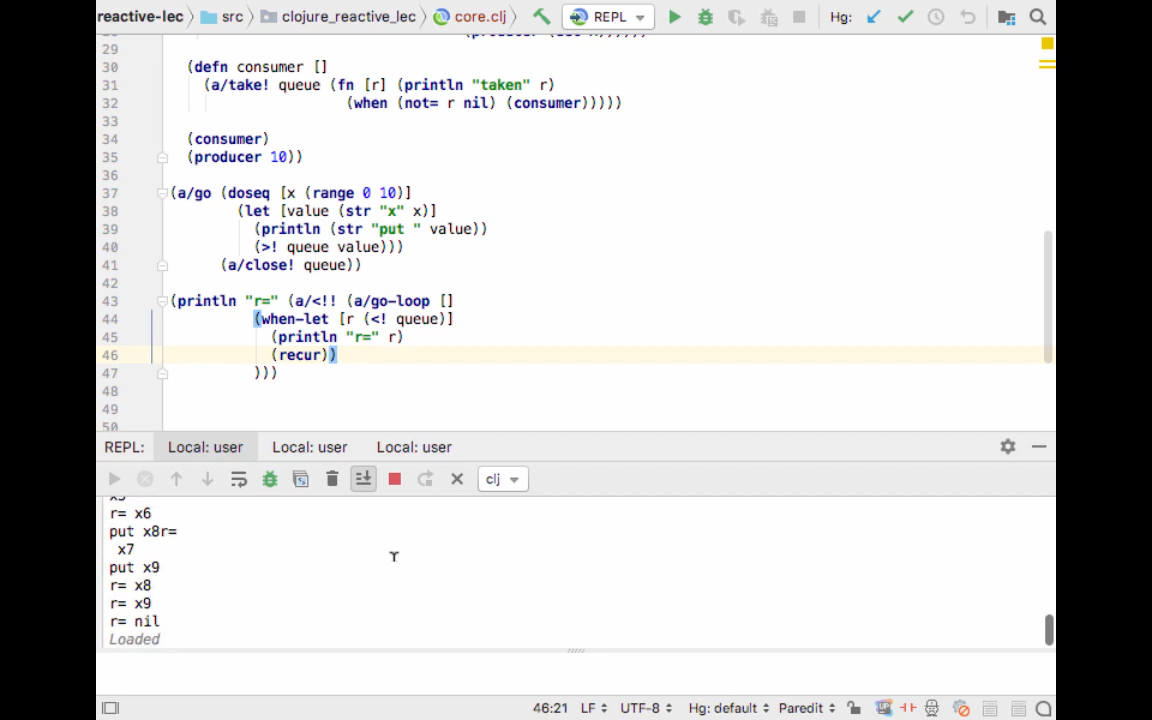 reactive-lec src clojure_reactive_lec core.clj REPL Hg:
29
30 (defn consumer []
31 (a/take! queue (fn [r] (println "taken" r)
32 (when (not= r nil) (consumer)))))
33
34 (consumer)
35 (producer 10))
36
37 (a/go (doseq [x (range 0 10)]
38 (let [value (str "x" x)]
39 (println (str "put " value))
40 (>! queue value)))
41 (a/close! queue))
42
43 (println "r=" (a/<!! (a/go-loop []
44 (when-let [r (<! queue)]
45 (println "r=" r)
46 (recur))
47 )))
48
49
50
REPL: Local: user Local: user Local: user
clj
r= x6
put x8r=
x7
put x9
r= x8
r= x9
r= nil
Loaded
46:21 LF UTF-8 Hg: default Paredit